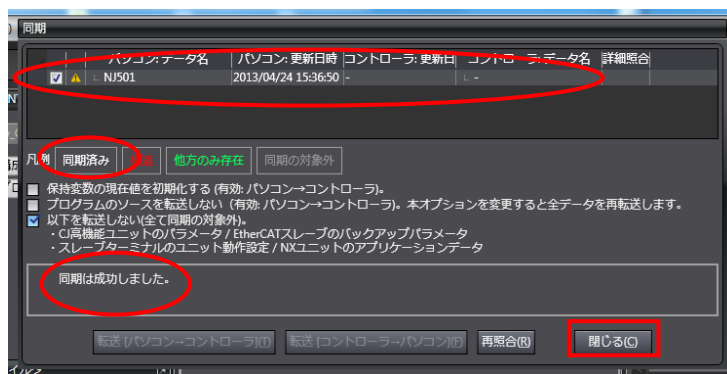 同期
パソコン:データ名 パソコン:更新日時 コントローラ:更新日 コントローラ:データ名 詳細照合
NJ501 2013/04/24 15:36:50 - -
凡例 同期済み 他方のみ存在 同期の対象外
保持変数の現在値を初期化する (有効: パソコン→コントローラ)。
プログラムのソースを転送しない (有効: パソコン→コントローラ)。本オプションを変更すると全データを再転送します。
以下を転送しない(全て同期の対象外)。
・CJ高機能ユニットのパラメータ / EtherCATスレーブのバックアップパラメータ
・スレーブターミナルのユニット動作設定 / NXユニットのアプリケーションデータ
同期は成功しました。
転送 [パソコン→コントローラ](T) 転送 [コントローラ→パソコン](F) 再照合(R) 閉じる(C)